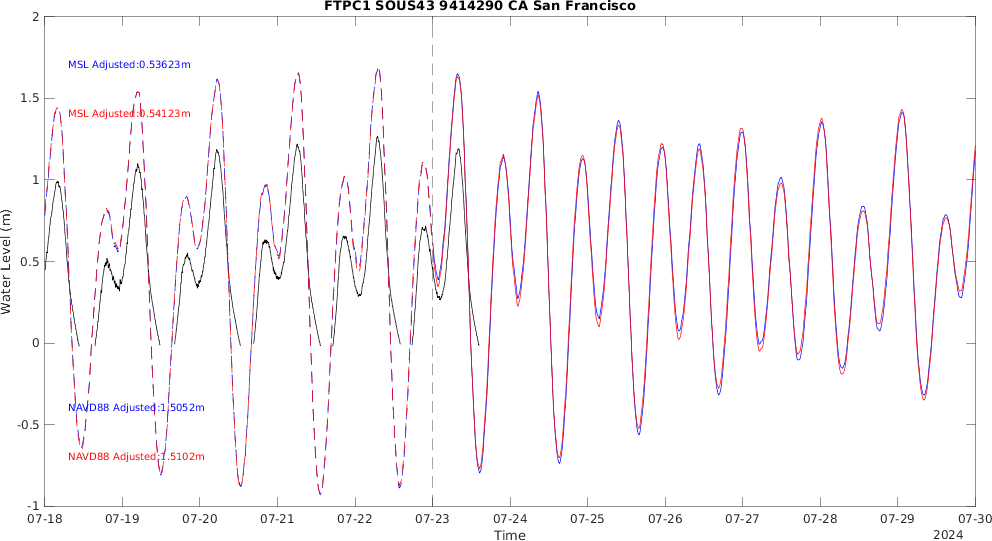 FTPC1 SOUS43 9414290 CA San Francisco
2
1.5
1
0.5
0
-0.5
-1
Water Level (m)
MSL Adjusted:0.53623m
MSL Adjusted:0.54123m
NAVD88 Adjusted:1.5052m
NAVD88 Adjusted:1.5102m
07-18 07-19 07-20 07-21 07-22 07-23 07-24 07-25 07-26 07-27 07-28 07-29 07-30
Time
2024